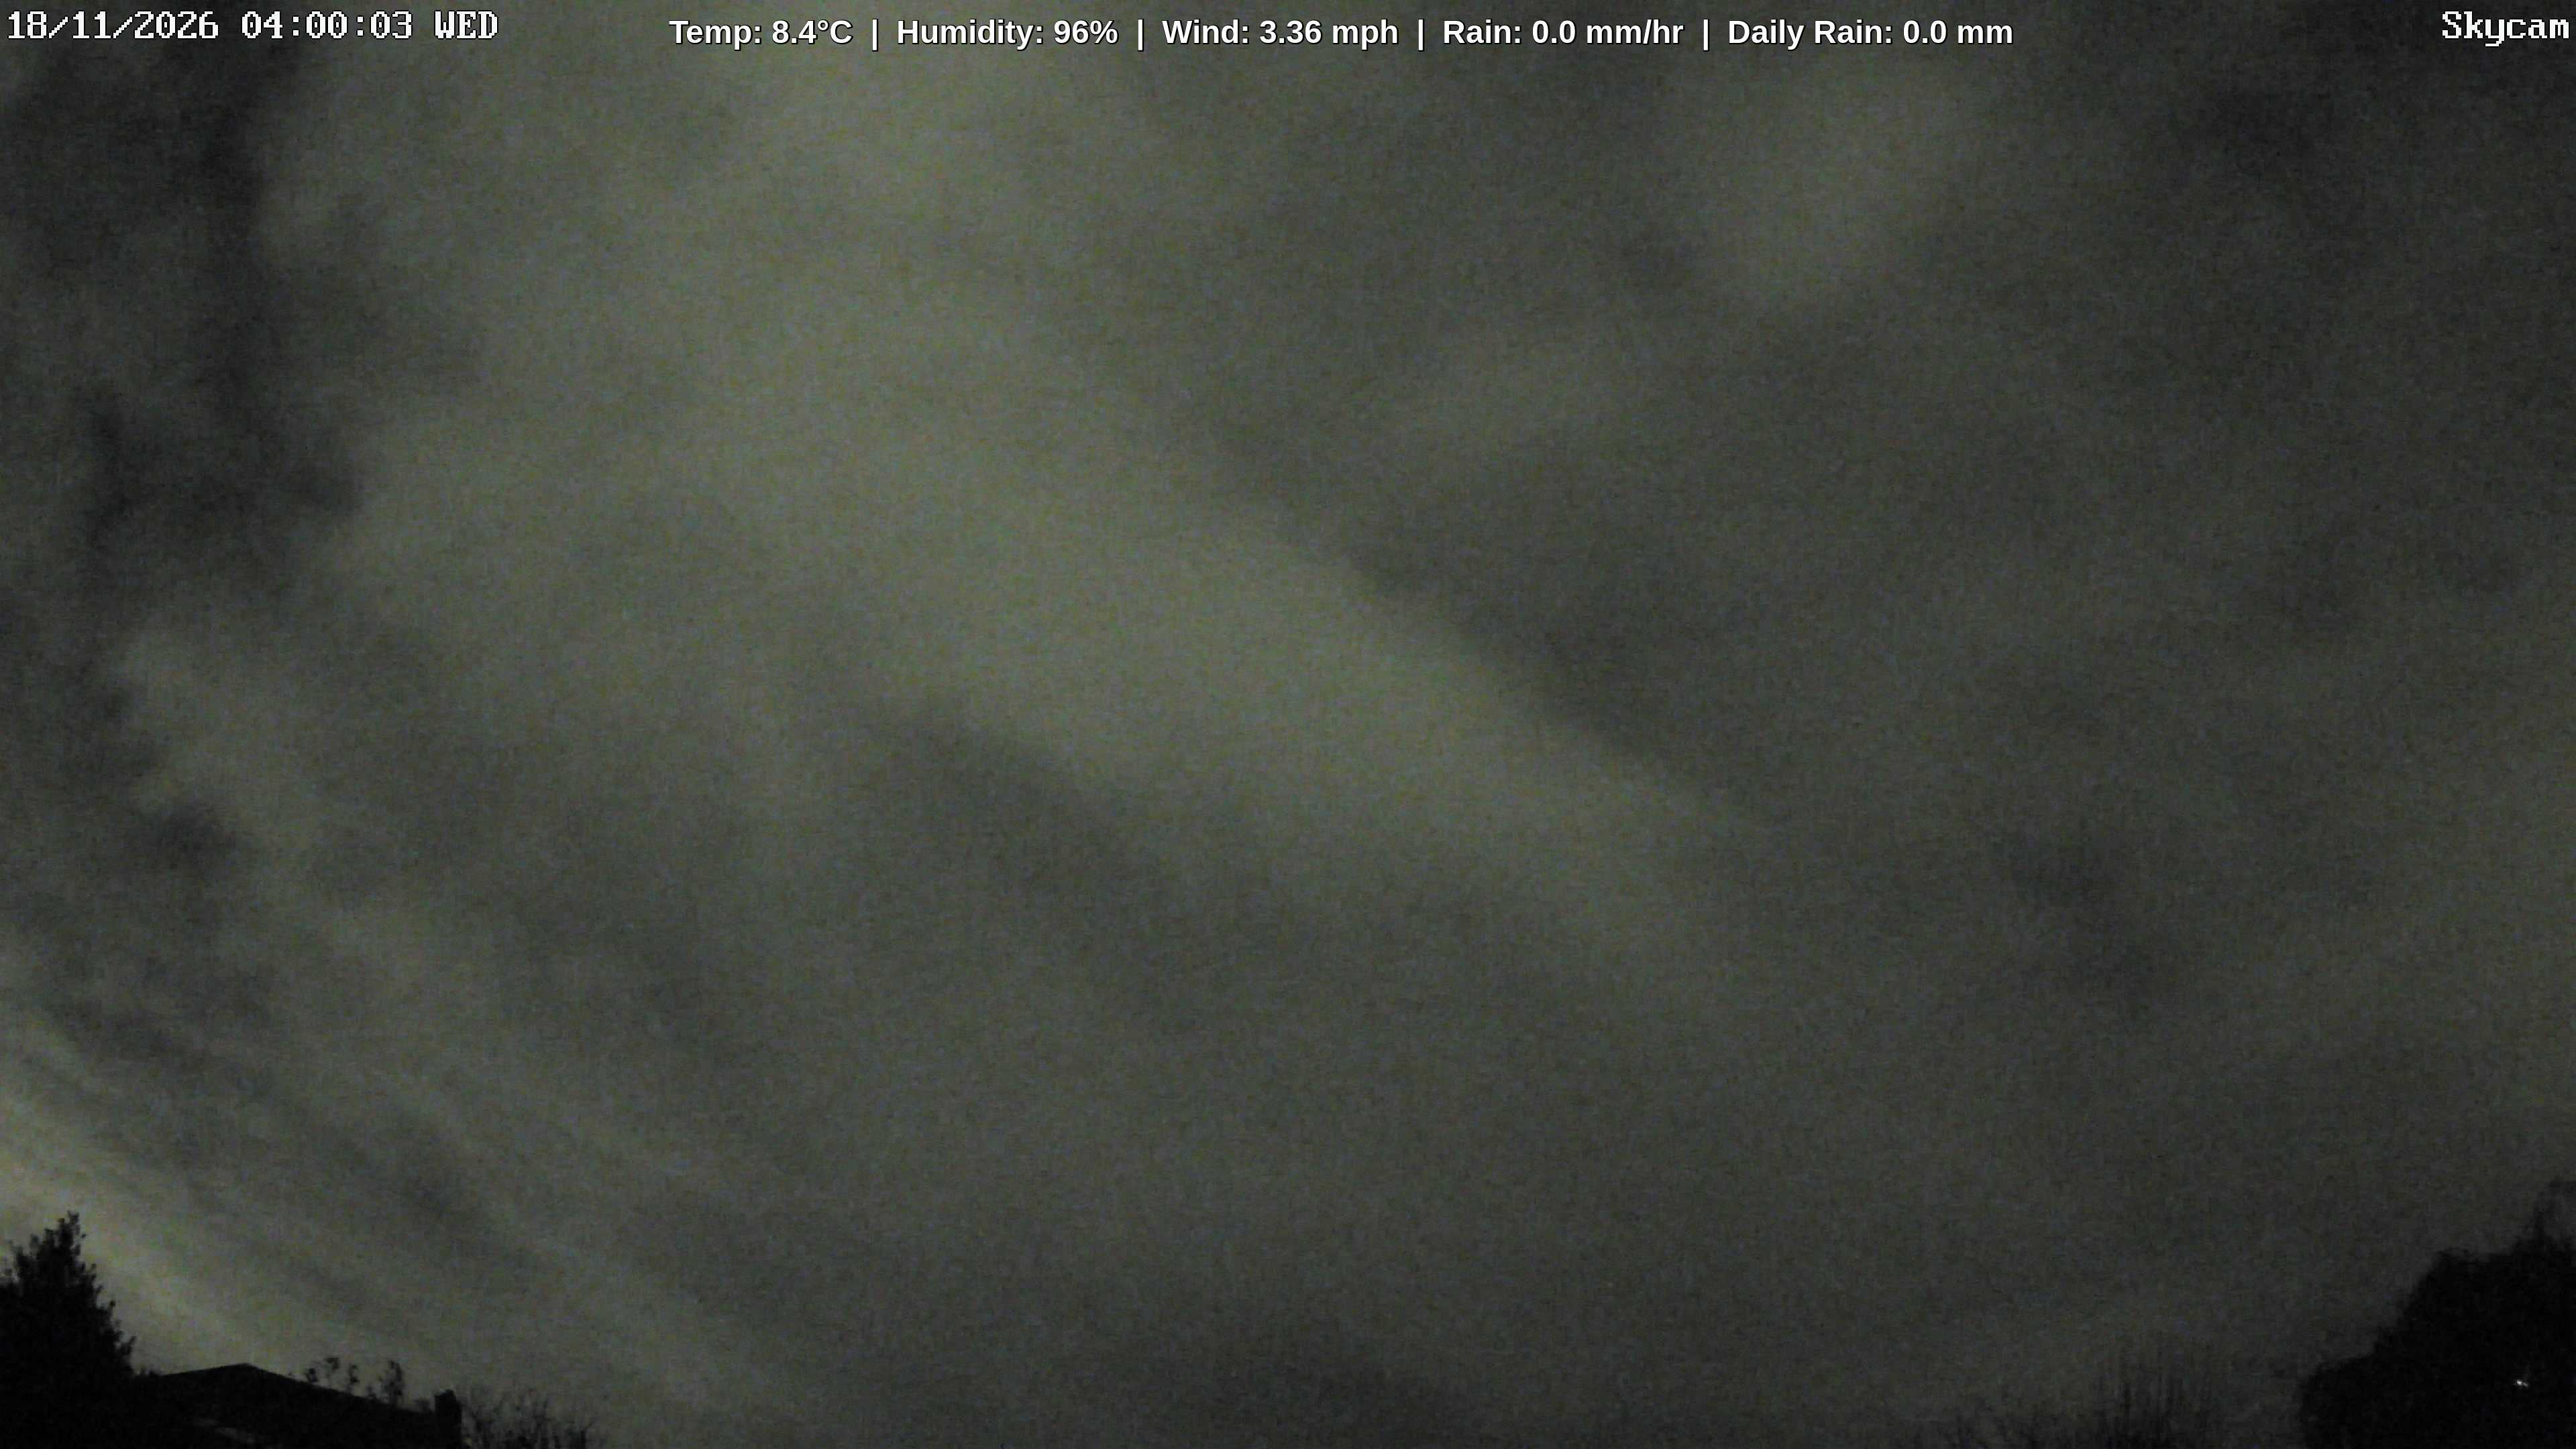 18/11/2026 04:00:03 WED
Temp: 8.4°C | Humidity: 96% | Wind: 3.36 mph | Rain: 0.0 mm/hr | Daily Rain: 0.0 mm
Skycam